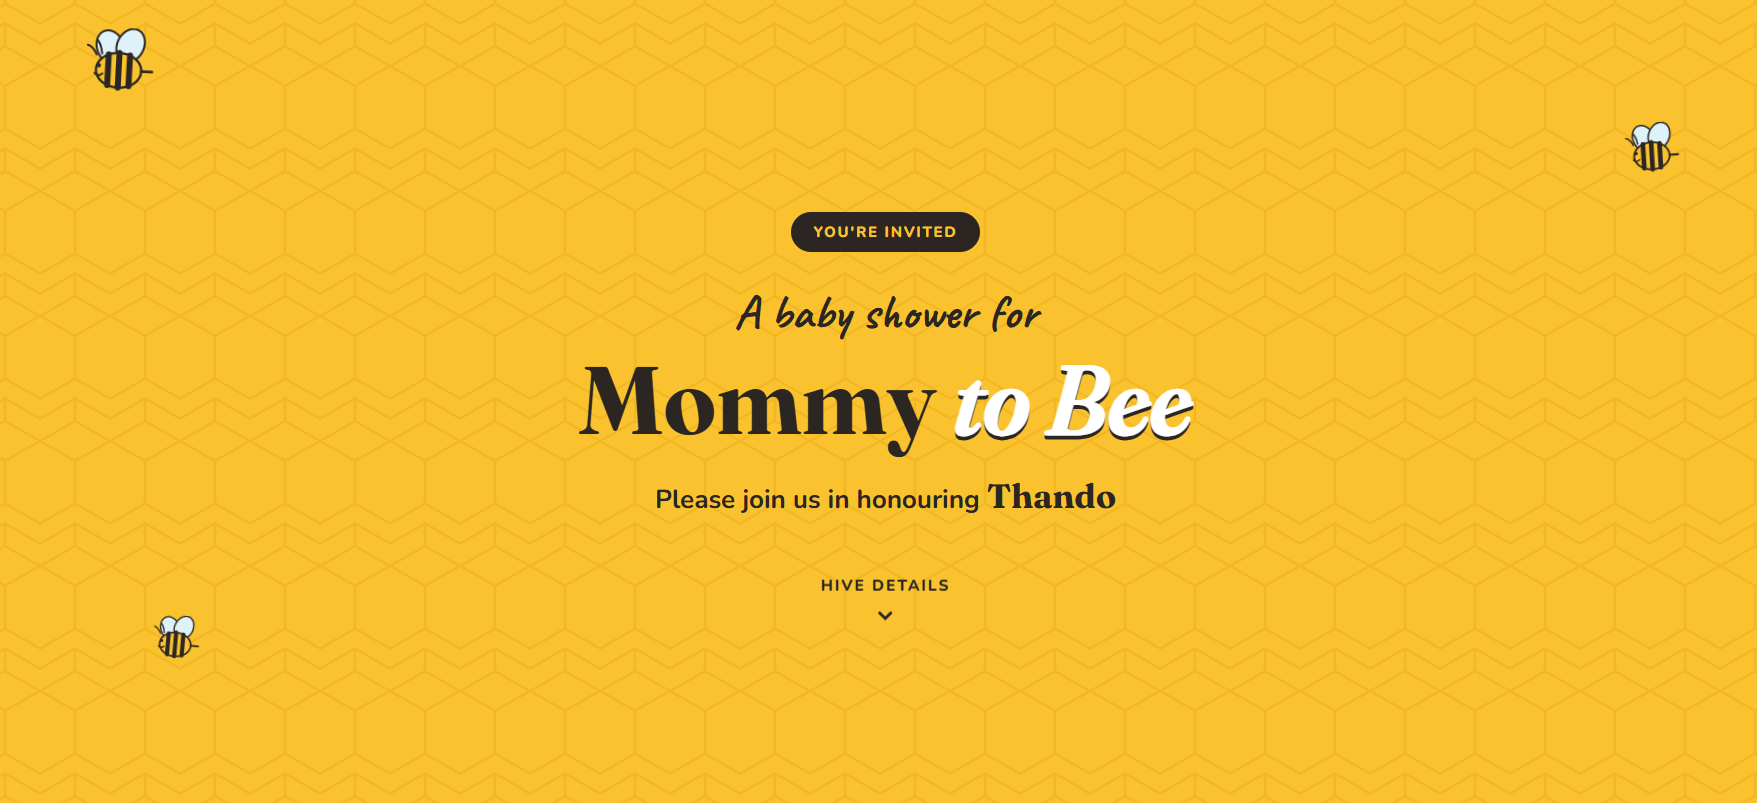 YOU'RE INVITED
A baby shower for
Mommy to Bee
Please join us in honouring Thando
HIVE DETAILS